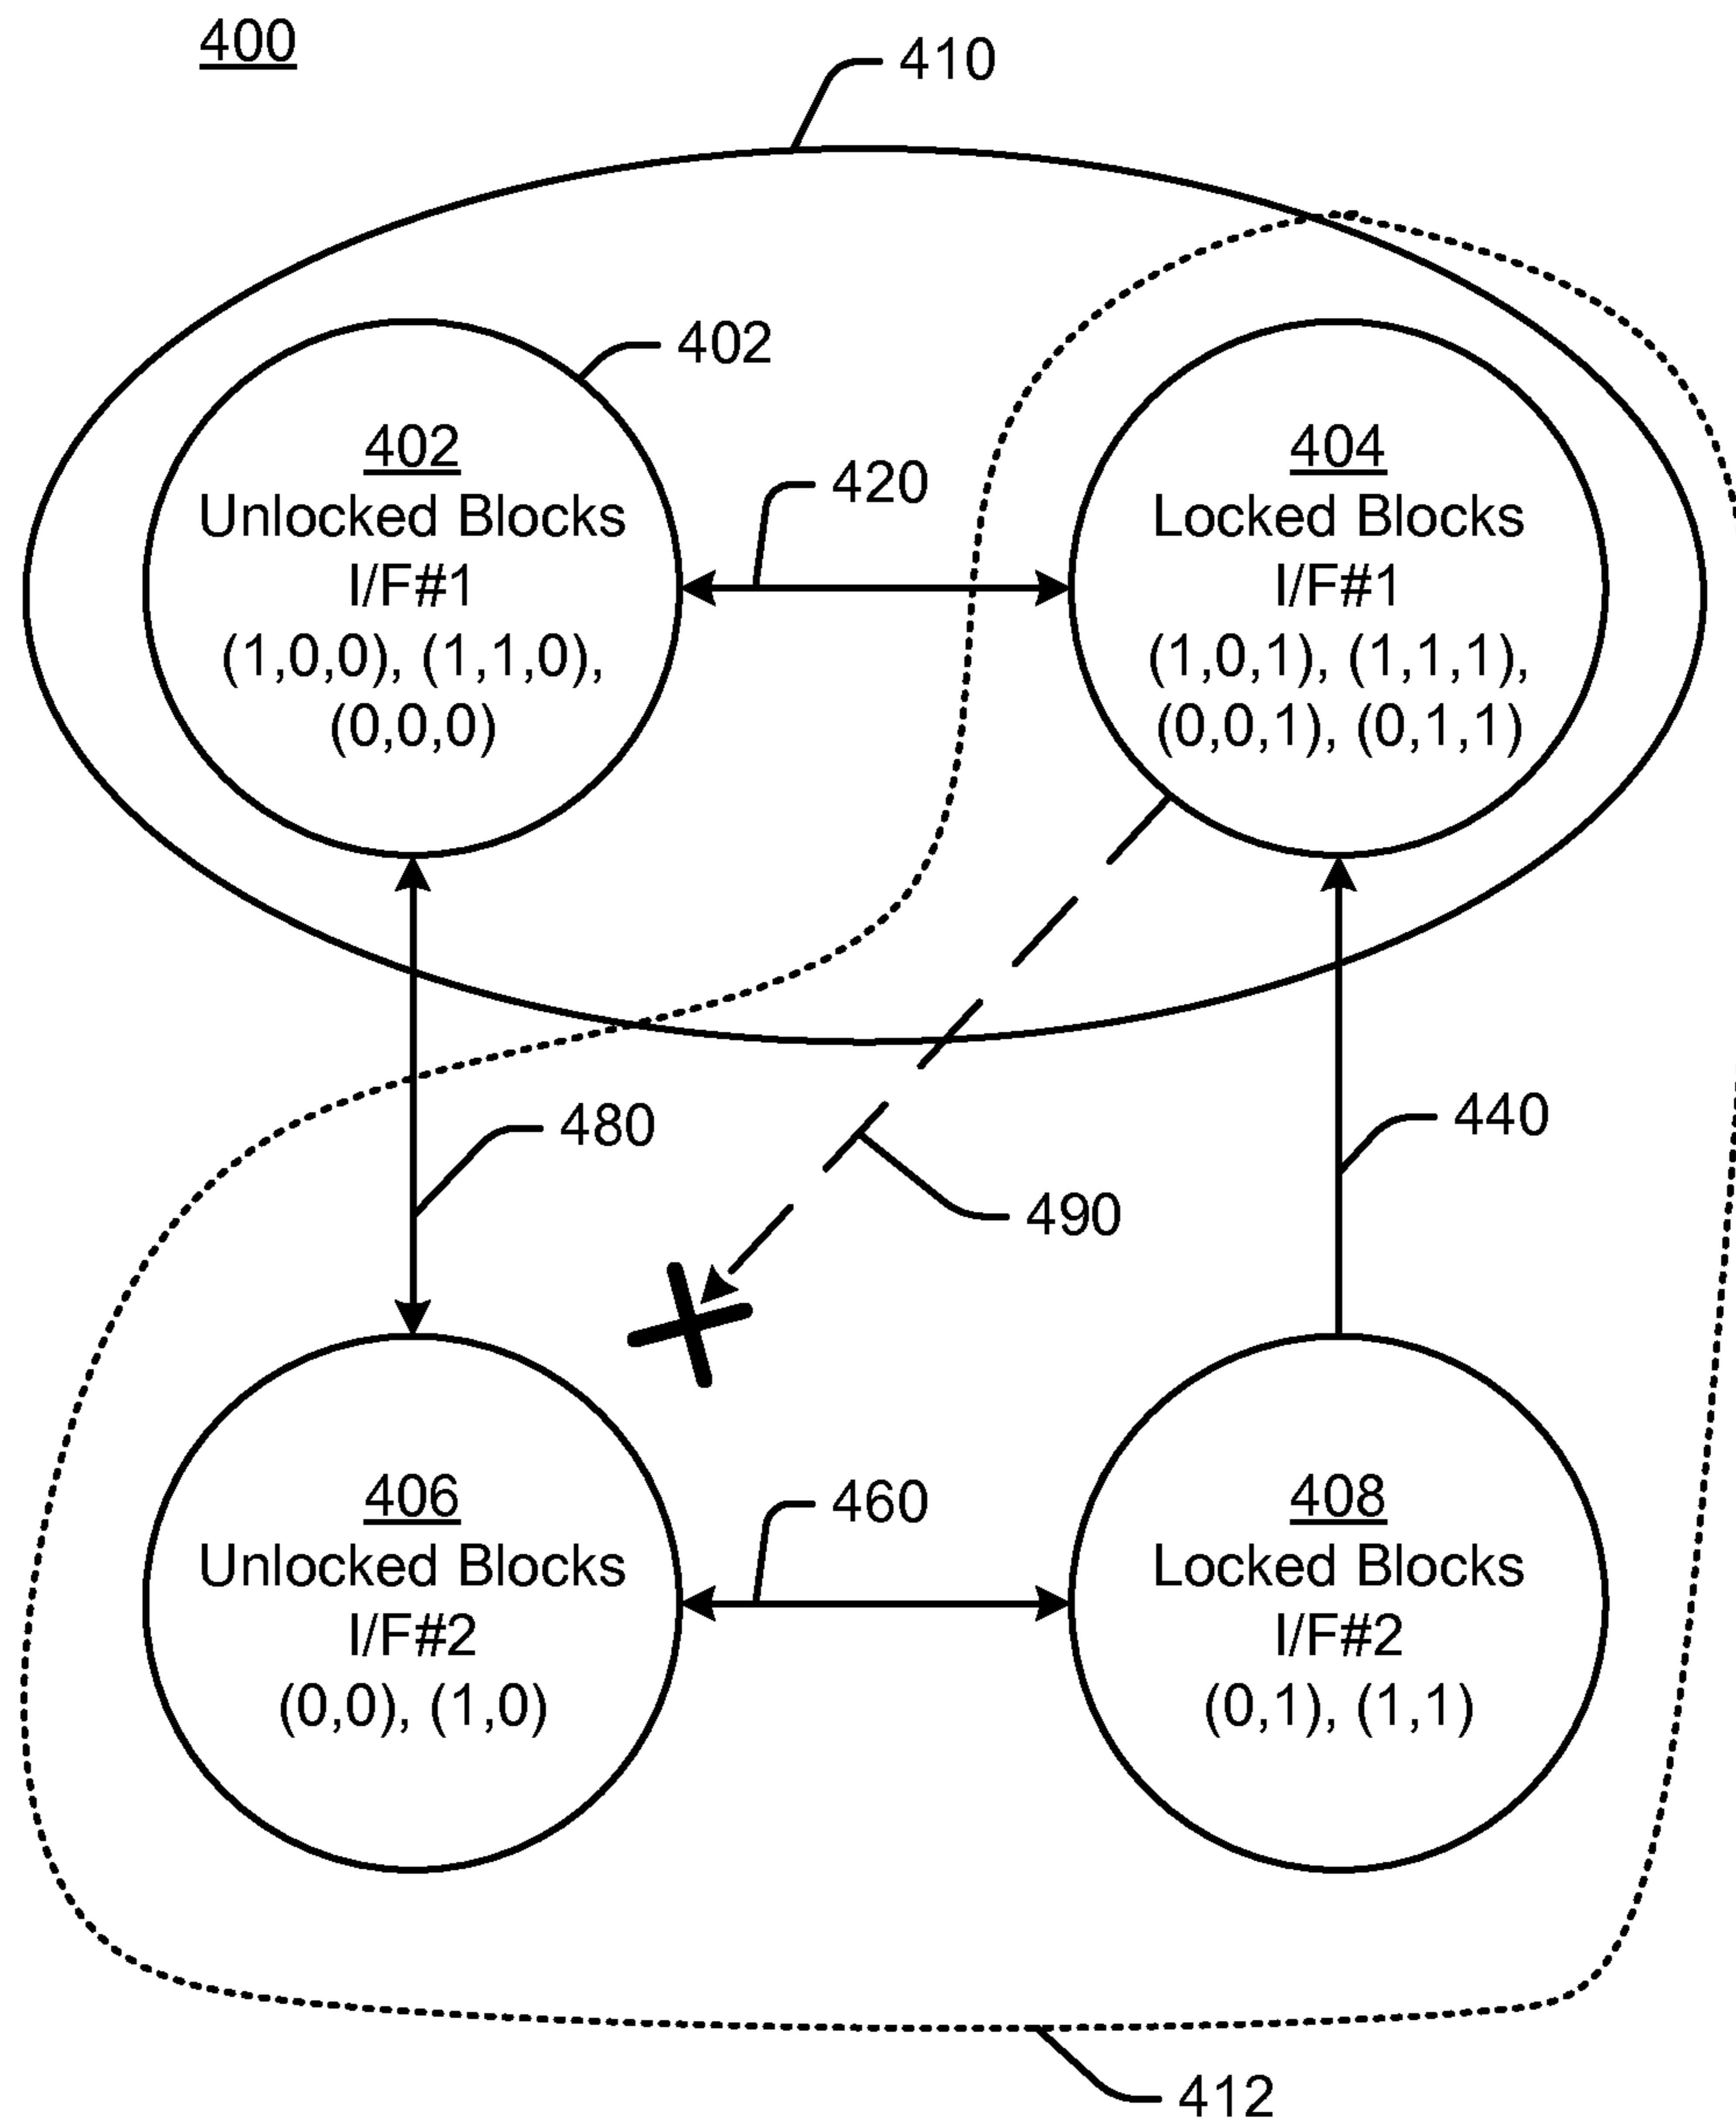 400
410
402
402
Unlocked Blocks
I/F#1
(1,0,0), (1,1,0),
(0,0,0)
420
404
Locked Blocks
I/F#1
(1,0,1), (1,1,1),
(0,0,1), (0,1,1)
480
490
440
406
Unlocked Blocks
I/F#2
(0,0), (1,0)
460
408
Locked Blocks
I/F#2
(0,1), (1,1)
412